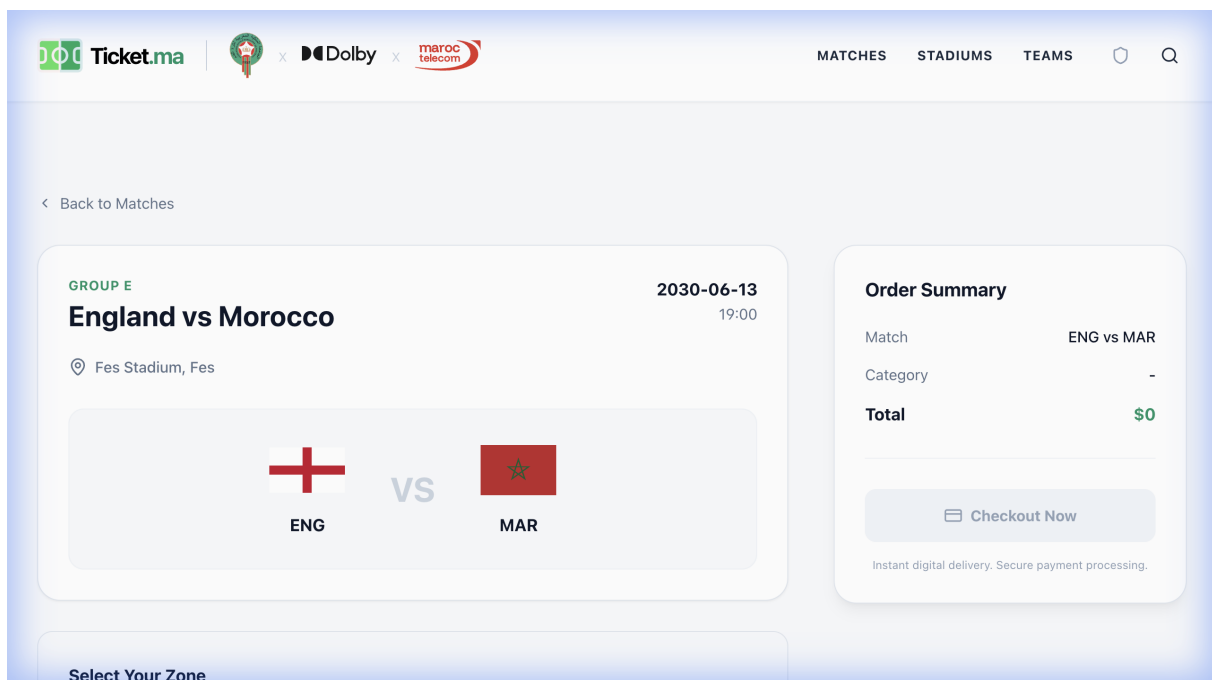 Ticket.ma x Dolby x maroc telecom MATCHES STADIUMS TEAMS
Back to Matches
GROUP E
England vs Morocco
2030-06-13
19:00
Fes Stadium, Fes
VS
ENG MAR
Order Summary
Match ENG vs MAR
Category -
Total $0
Checkout Now
Instant digital delivery. Secure payment processing.
Select Your Zone